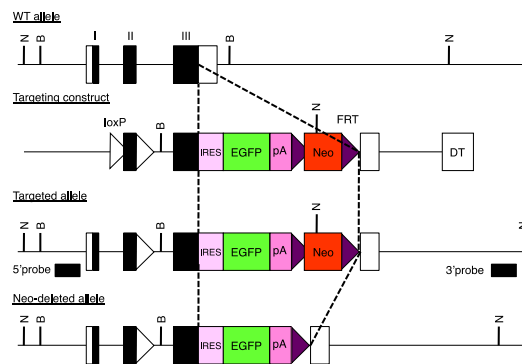 WT allele
N B I II III B N
Targeting construct
loxP B N FRT
IRES EGFP pA Neo DT
Targeted allele
N B B N N
IRES EGFP pA Neo
5'probe 3'probe
Neo-deleted allele
N B B N
IRES EGFP pA